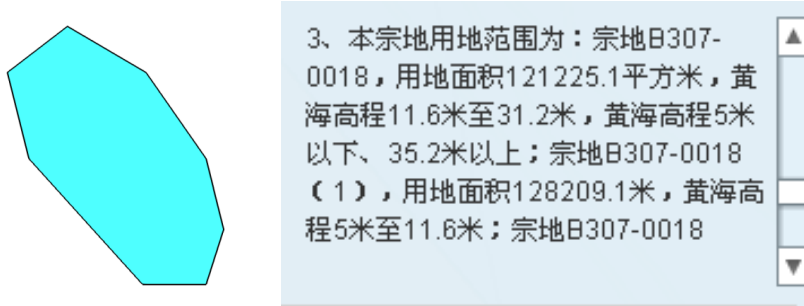 3、本宗地用地范围为：宗地B307-
0018，用地面积121225.1平方米，黄
海高程11.6米至31.2米，黄海高程5米
以下、35.2米以上；宗地B307-0018
（1），用地面积128209.1米，黄海高
程5米至11.6米；宗地B307-0018